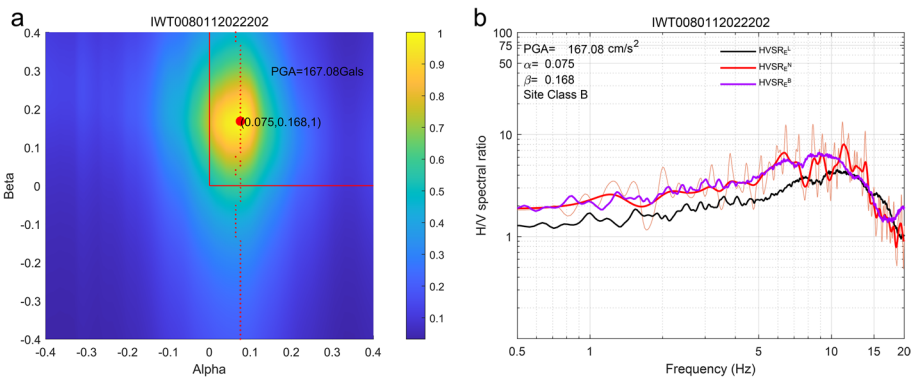 a
IWT0080112022202
PGA=167.08Gals
(0.075,0.168,1)
0.4
0.3
0.2
0.1
0
-0.1
-0.2
-0.3
-0.4
Beta
-0.4
-0.3
-0.2
-0.1
0
0.1
0.2
0.3
0.4
Alpha
1
0.9
0.8
0.7
0.6
0.5
0.4
0.3
0.2
0.1
b
IWT0080112022202
PGA= 167.08 cm/s²
α= 0.075
β= 0.168
Site Class B
HVSR_E^L
HVSR_E^N
HVSR_E^B
100
75
50
25
10
1
H/V spectral ratio
0.5
1
5
10
15
20
Frequency (Hz)